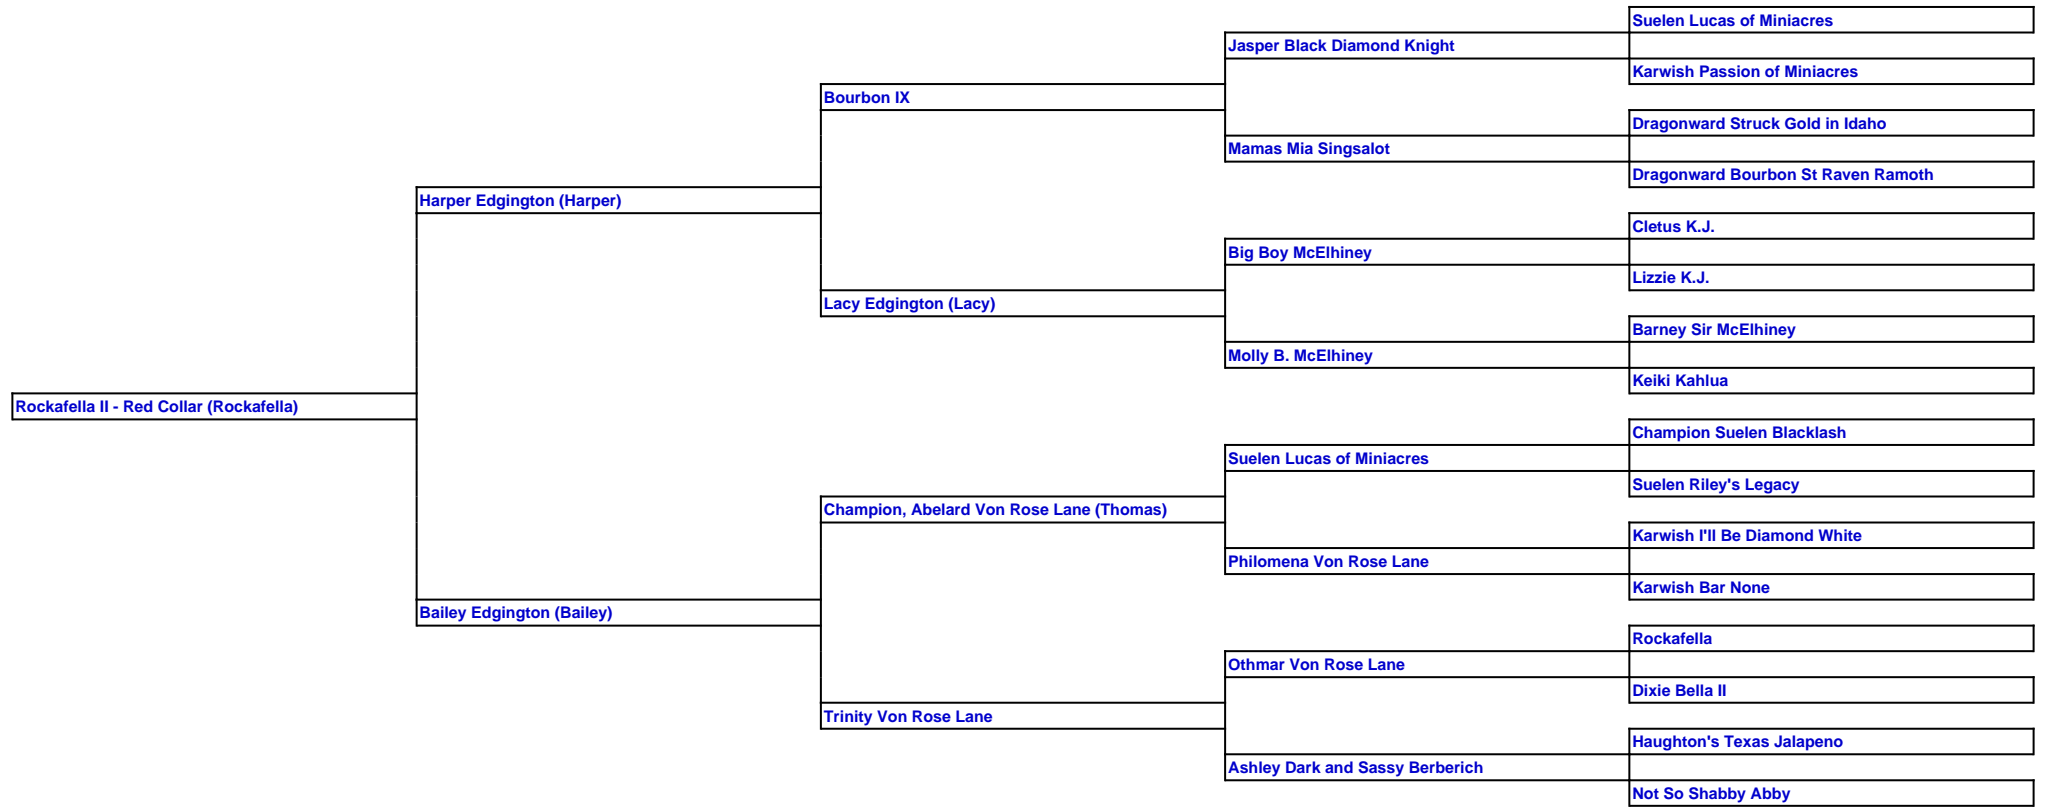 Suelen Lucas of Miniacres
Jasper Black Diamond Knight
Karwish Passion of Miniacres
Bourbon IX
Dragonward Struck Gold in Idaho
Mamas Mia Singsalot
Dragonward Bourbon St Raven Ramoth
Harper Edgington (Harper)
Cletus K.J.
Big Boy McElhiney
Lizzie K.J.
Lacy Edgington (Lacy)
Barney Sir McElhiney
Molly B. McElhiney
Keiki Kahlua
Rockafella II - Red Collar (Rockafella)
Champion Suelen Blacklash
Suelen Lucas of Miniacres
Suelen Riley's Legacy
Champion, Abelard Von Rose Lane (Thomas)
Karwish I'll Be Diamond White
Philomena Von Rose Lane
Karwish Bar None
Bailey Edgington (Bailey)
Rockafella
Othmar Von Rose Lane
Dixie Bella II
Trinity Von Rose Lane
Haughton's Texas Jalapeno
Ashley Dark and Sassy Berberich
Not So Shabby Abby